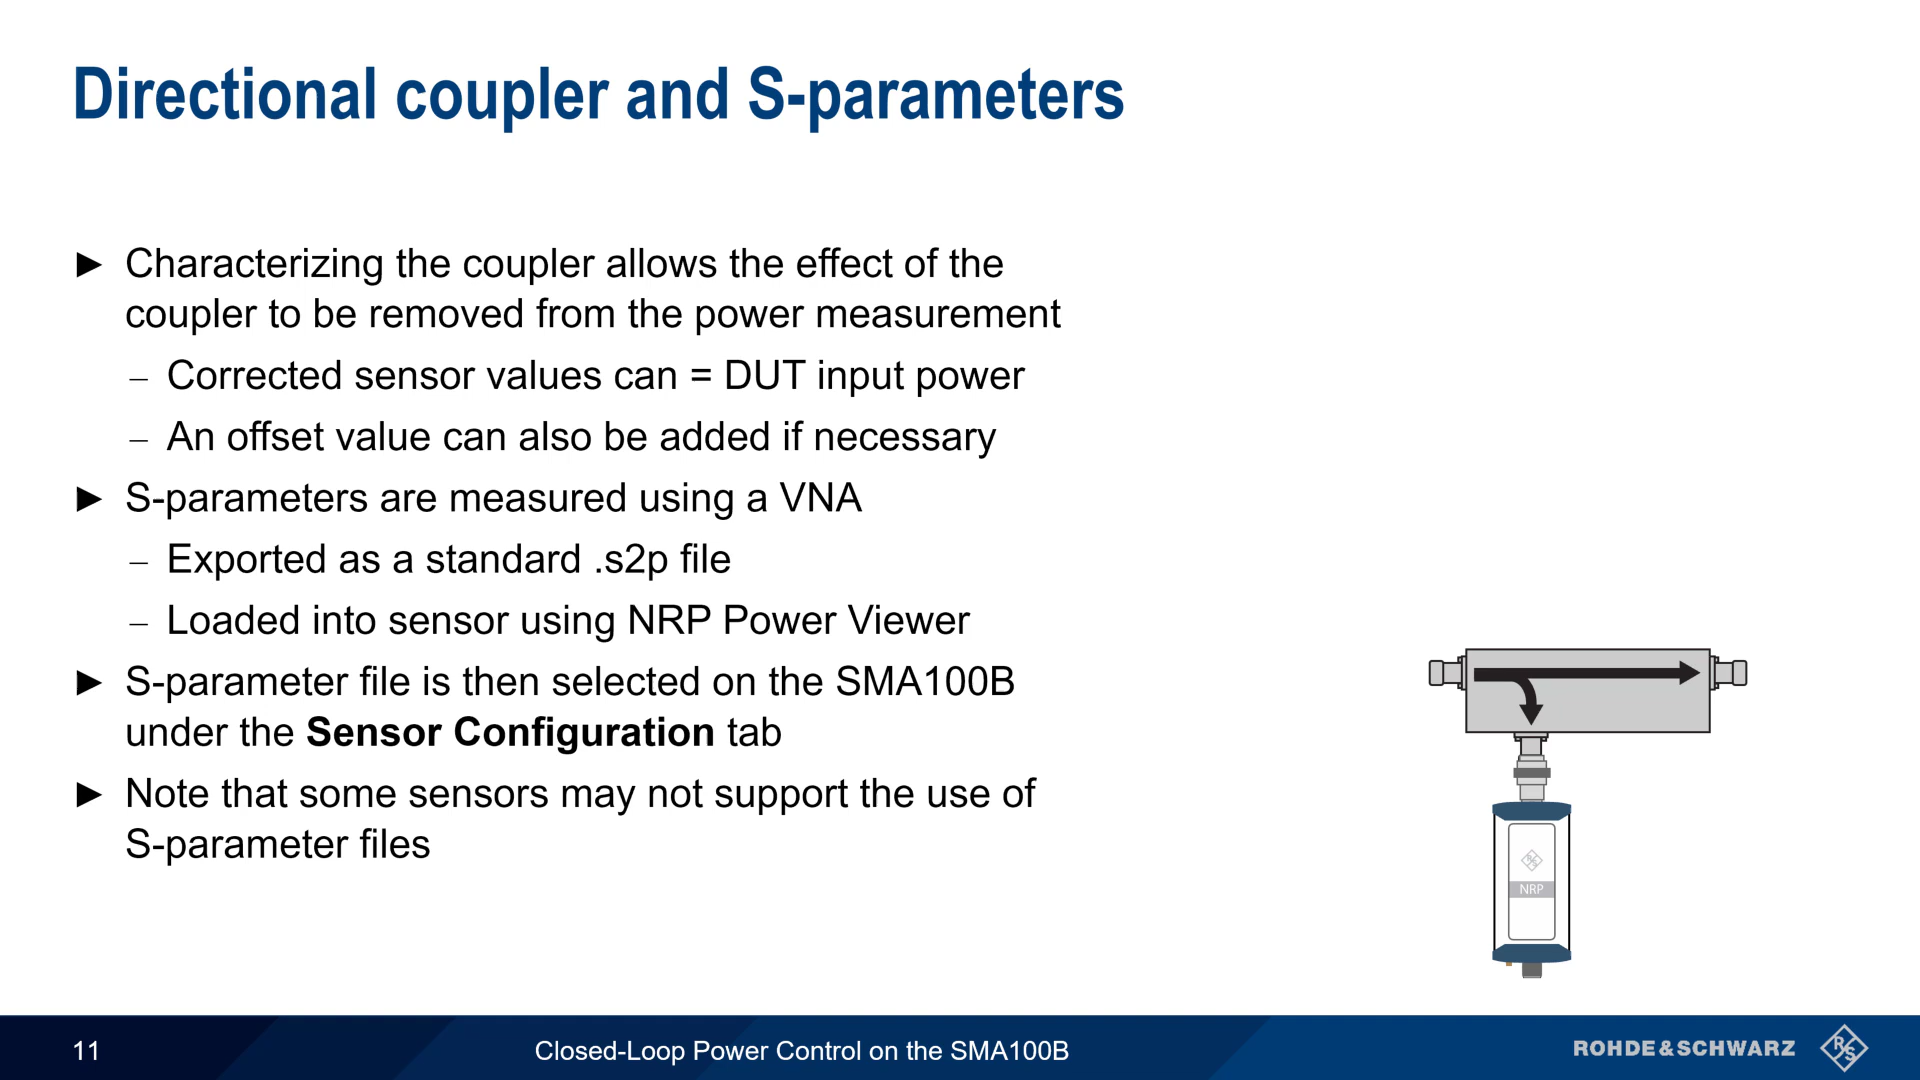 Directional coupler and S-parameters
► Characterizing the coupler allows the effect of the
coupler to be removed from the power measurement
– Corrected sensor values can = DUT input power
– An offset value can also be added if necessary
► S-parameters are measured using a VNA
– Exported as a standard .s2p file
– Loaded into sensor using NRP Power Viewer
► S-parameter file is then selected on the SMA100B
under the Sensor Configuration tab
► Note that some sensors may not support the use of
S-parameter files
R&S
NRP
11
Closed-Loop Power Control on the SMA100B
ROHDE&SCHWARZ
R&S